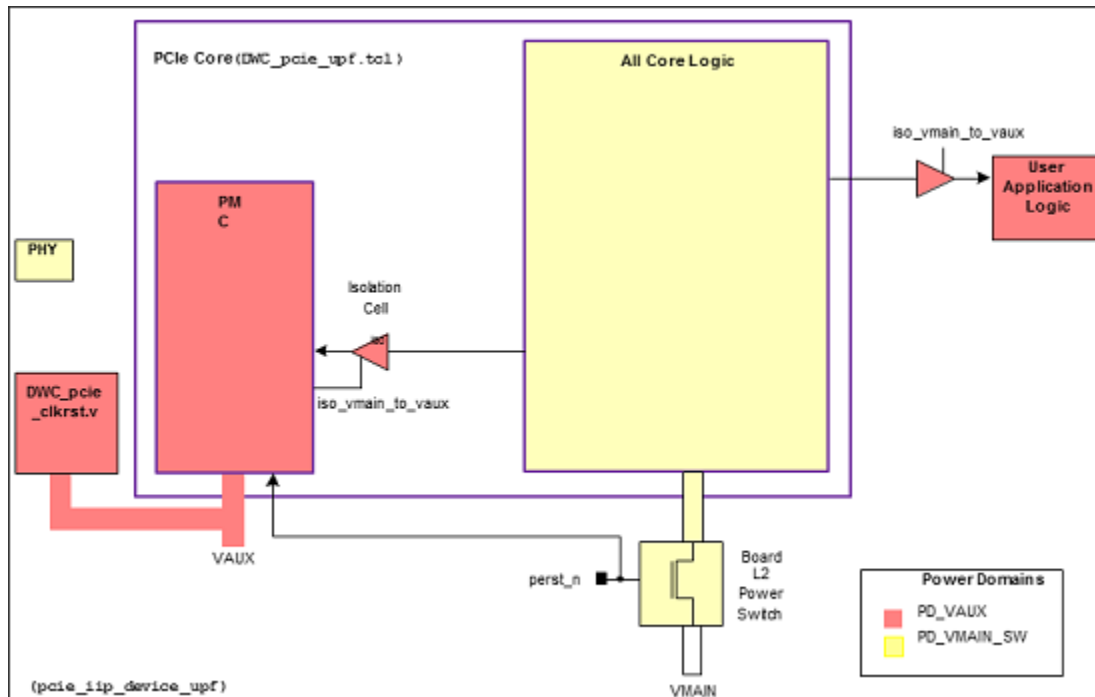 PCIe Core(DWC_pcie_upf.tcl)
All Core Logic
iso_vmain_to_vaux
User
Application
Logic
PM
C
PHY
Isolation
Cell
iso
DWC_pcie
_clkrst.v
iso_vmain_to_vaux
VAUX
perst_n
Board
L2
Power
Switch
VMAIN
Power Domains
PD_VAUX
PD_VMAIN_SW
(pcie_iip_device_upf)